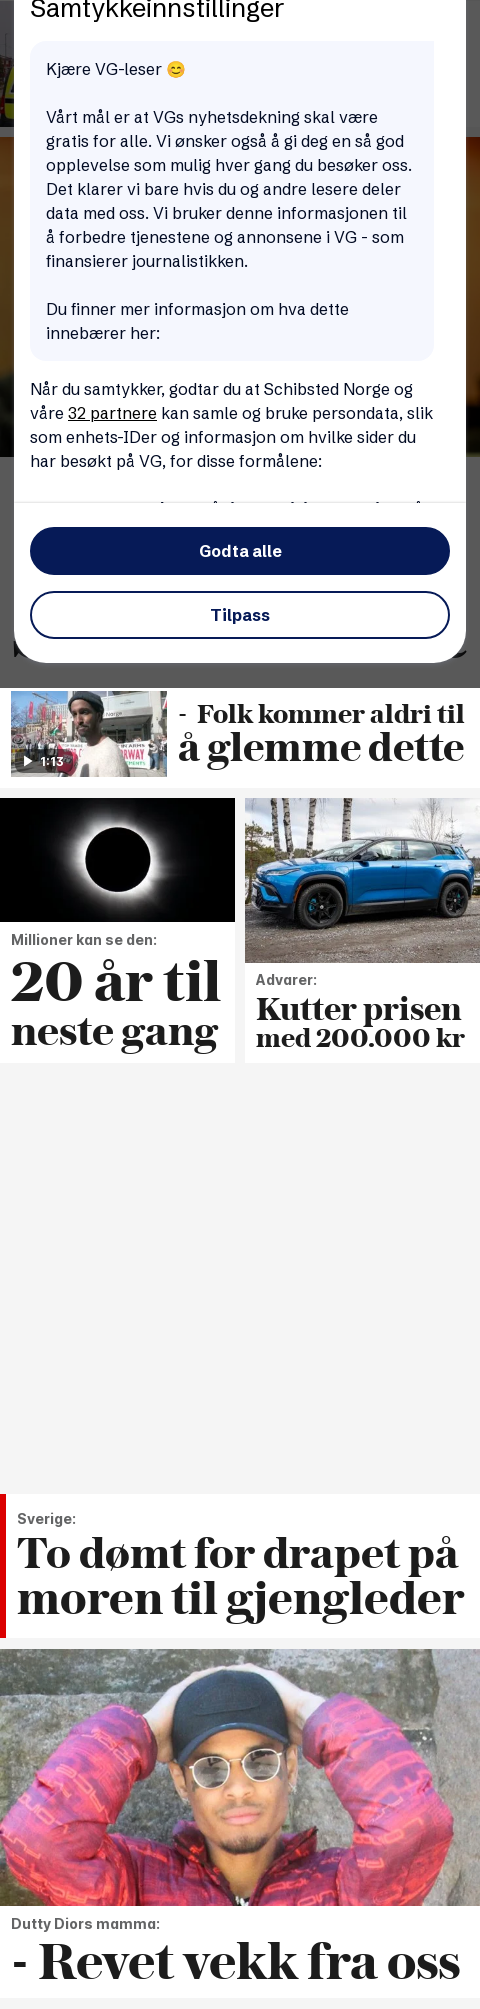 Samtykkeinnstillinger
Kjære VG-leser 😊
Vårt mål er at VGs nyhetsdekning skal være
gratis for alle. Vi ønsker også å gi deg en så god
opplevelse som mulig hver gang du besøker oss.
Det klarer vi bare hvis du og andre lesere deler
data med oss. Vi bruker denne informasjonen til
å forbedre tjenestene og annonsene i VG - som
finansierer journalistikken.
Du finner mer informasjon om hva dette
innebærer her:
Når du samtykker, godtar du at Schibsted Norge og
våre 32 partnere kan samle og bruke persondata, slik
som enhets-IDer og informasjon om hvilke sider du
har besøkt på VG, for disse formålene:
Godta alle
Tilpass
1:13
- Folk kommer aldri til
å glemme dette
Millioner kan se den:
20 år til
neste gang
Advarer:
Kutter prisen
med 200.000 kr
Sverige:
To dømt for drapet på
moren til gjengleder
Dutty Diors mamma:
- Revet vekk fra oss